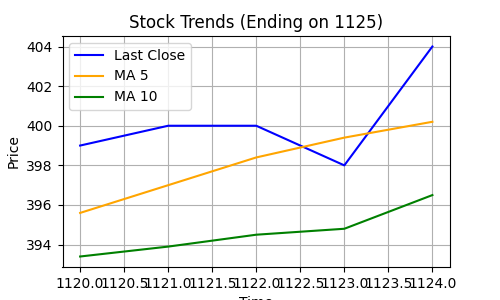 Stock Trends (Ending on 1125)
Last Close
MA 5
MA 10
Price
404
402
400
398
396
394
1120.0 1120.5 1121.0 1121.5 1122.0 1122.5 1123.0 1123.5 1124.0
Time